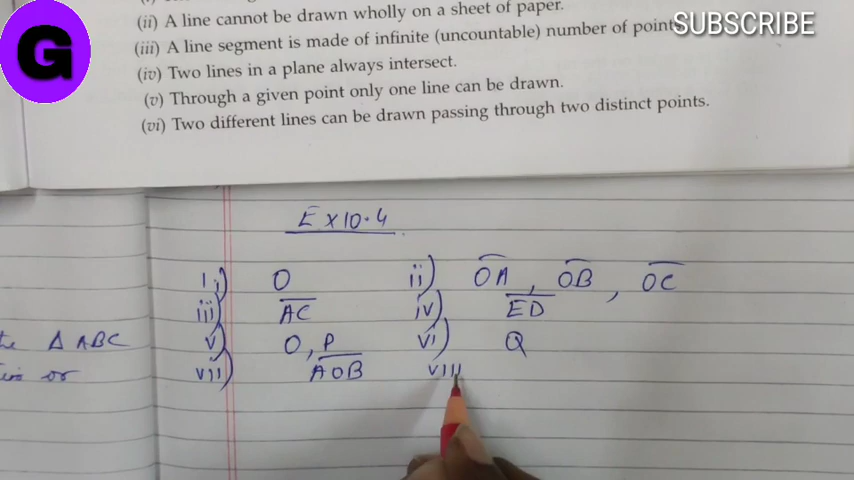 G
SUBSCRIBE
(ii) A line cannot be drawn wholly on a sheet of paper.
(iii) A line segment is made of infinite (uncountable) number of point
(iv) Two lines in a plane always intersect.
(v) Through a given point only one line can be drawn.
(vi) Two different lines can be drawn passing through two distinct points.
Ex 10.4
i) O ii) OA, OB, OC
iii) AC iv) ED
the Δ ABC v) O, P vi) Q
or vii) AOB viii